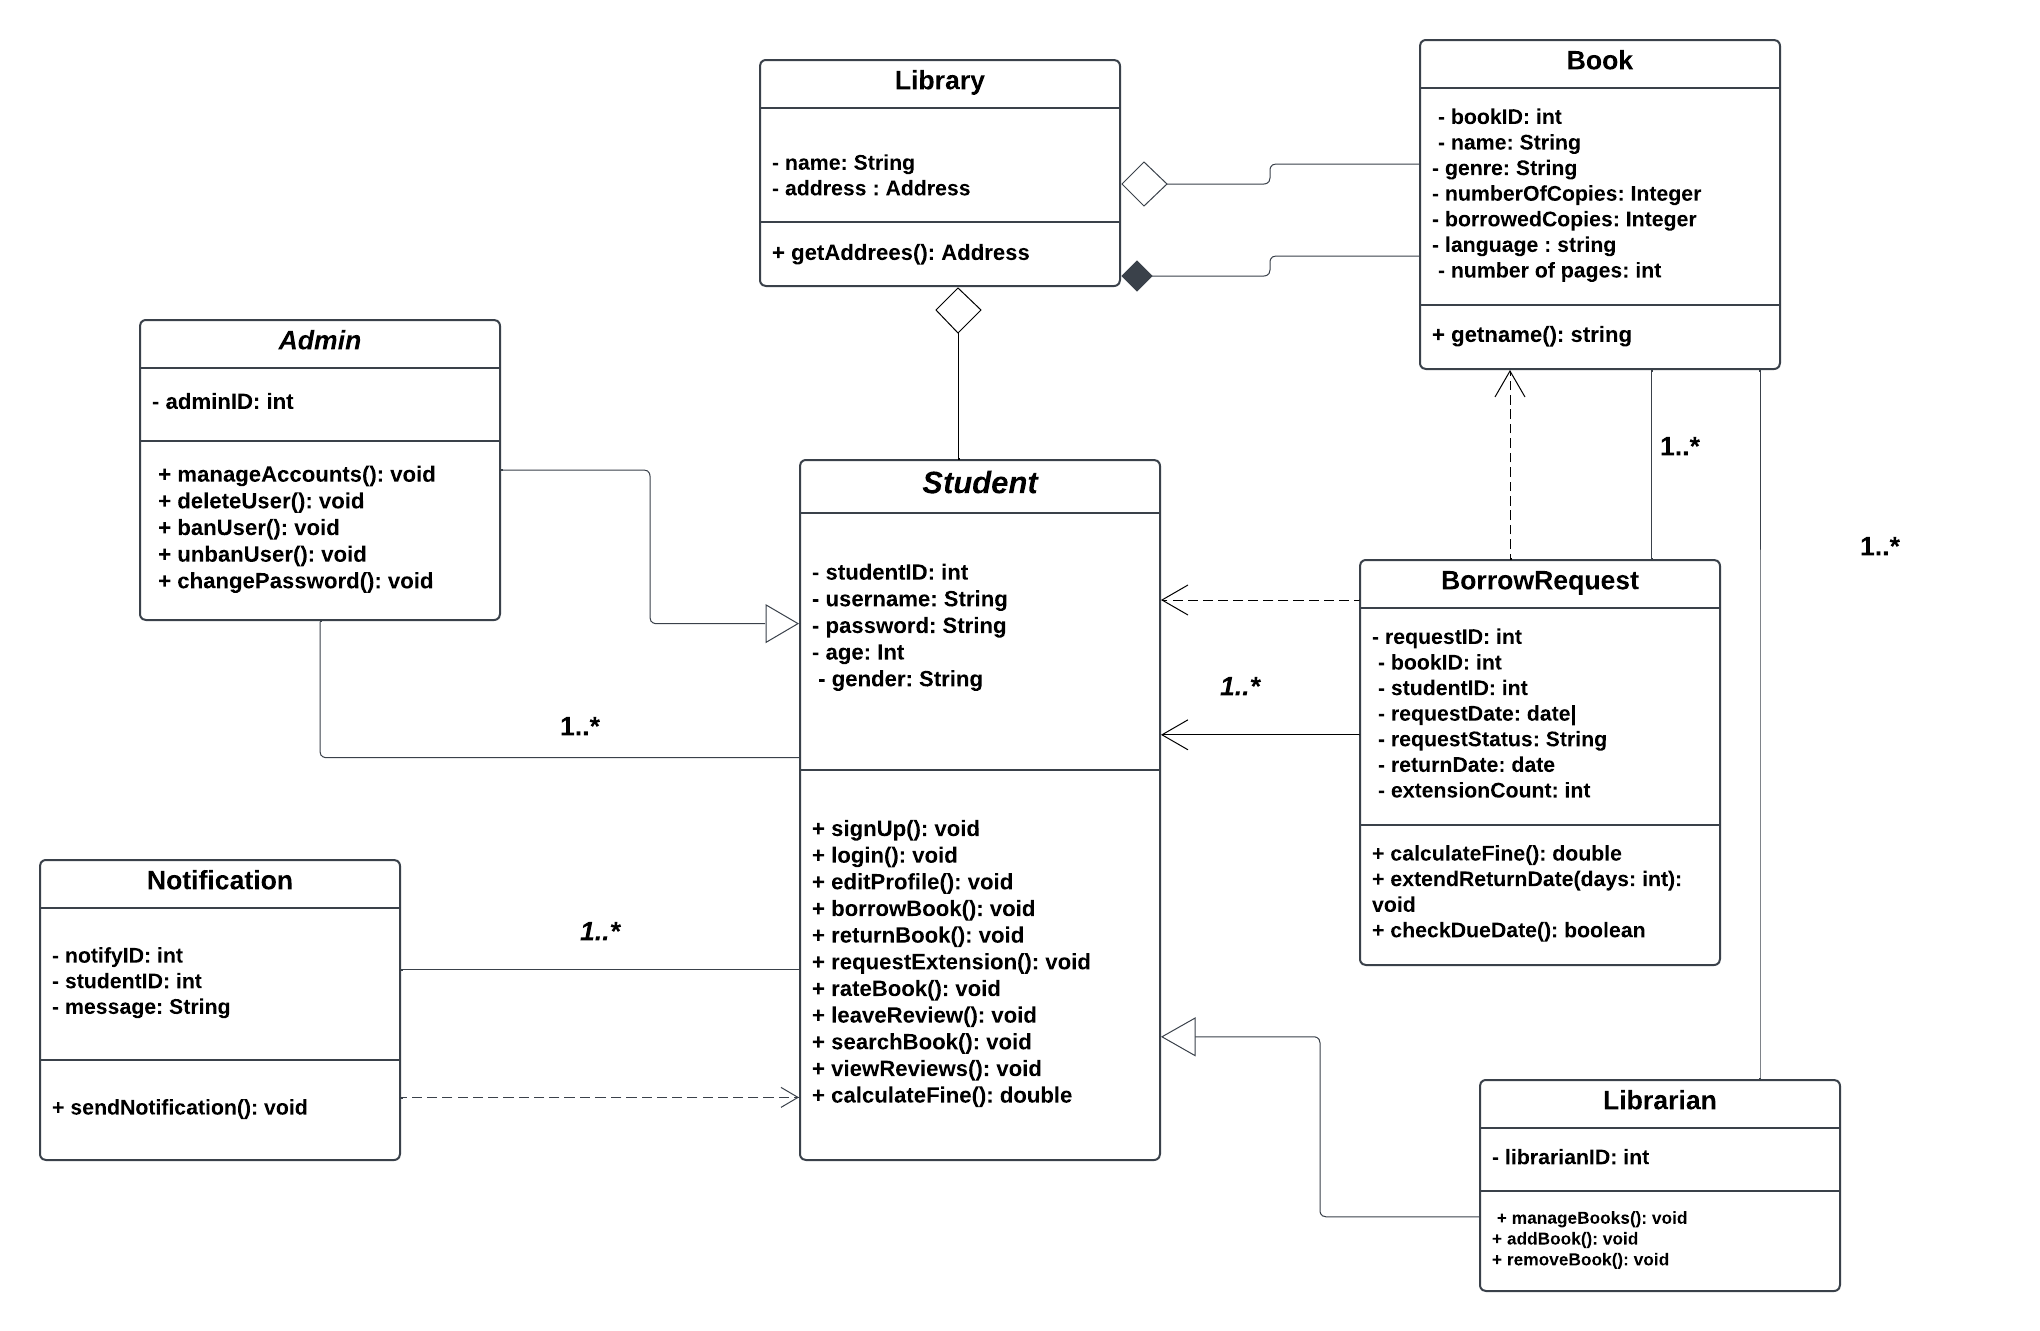 Library
- name: String
- address : Address
+ getAddrees(): Address
Book
- bookID: int
- name: String
- genre: String
- numberOfCopies: Integer
- borrowedCopies: Integer
- language : string
- number of pages: int
+ getname(): string
Admin
- adminID: int
+ manageAccounts(): void
+ deleteUser(): void
+ banUser(): void
+ unbanUser(): void
+ changePassword(): void
1..*
Student
- studentID: int
- username: String
- password: String
- age: Int
- gender: String
+ signUp(): void
+ login(): void
+ editProfile(): void
+ borrowBook(): void
+ returnBook(): void
+ requestExtension(): void
+ rateBook(): void
+ leaveReview(): void
+ searchBook(): void
+ viewReviews(): void
+ calculateFine(): double
1..*
1..*
1..*
BorrowRequest
- requestID: int
- bookID: int
- studentID: int
- requestDate: date|
- requestStatus: String
- returnDate: date
- extensionCount: int
+ calculateFine(): double
+ extendReturnDate(days: int):
void
+ checkDueDate(): boolean
Notification
- notifyID: int
- studentID: int
- message: String
+ sendNotification(): void
1..*
Librarian
- librarianID: int
+ manageBooks(): void
+ addBook(): void
+ removeBook(): void